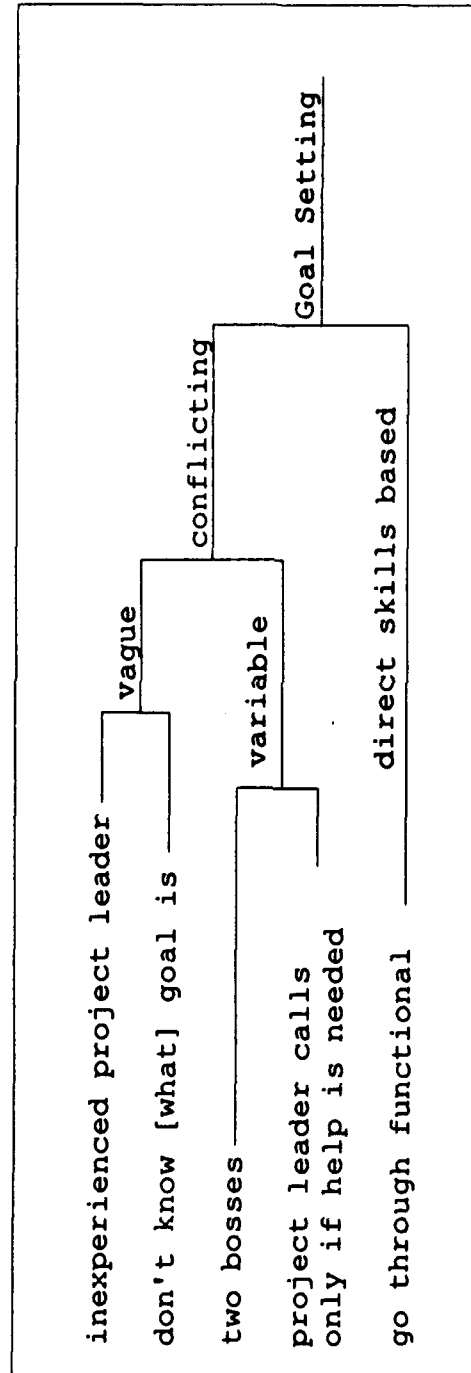 inexperienced project leader
vague
don't know [what] goal is
conflicting
two bosses
variable
Goal Setting
project leader calls
only if help is needed
direct skills based
go through functional